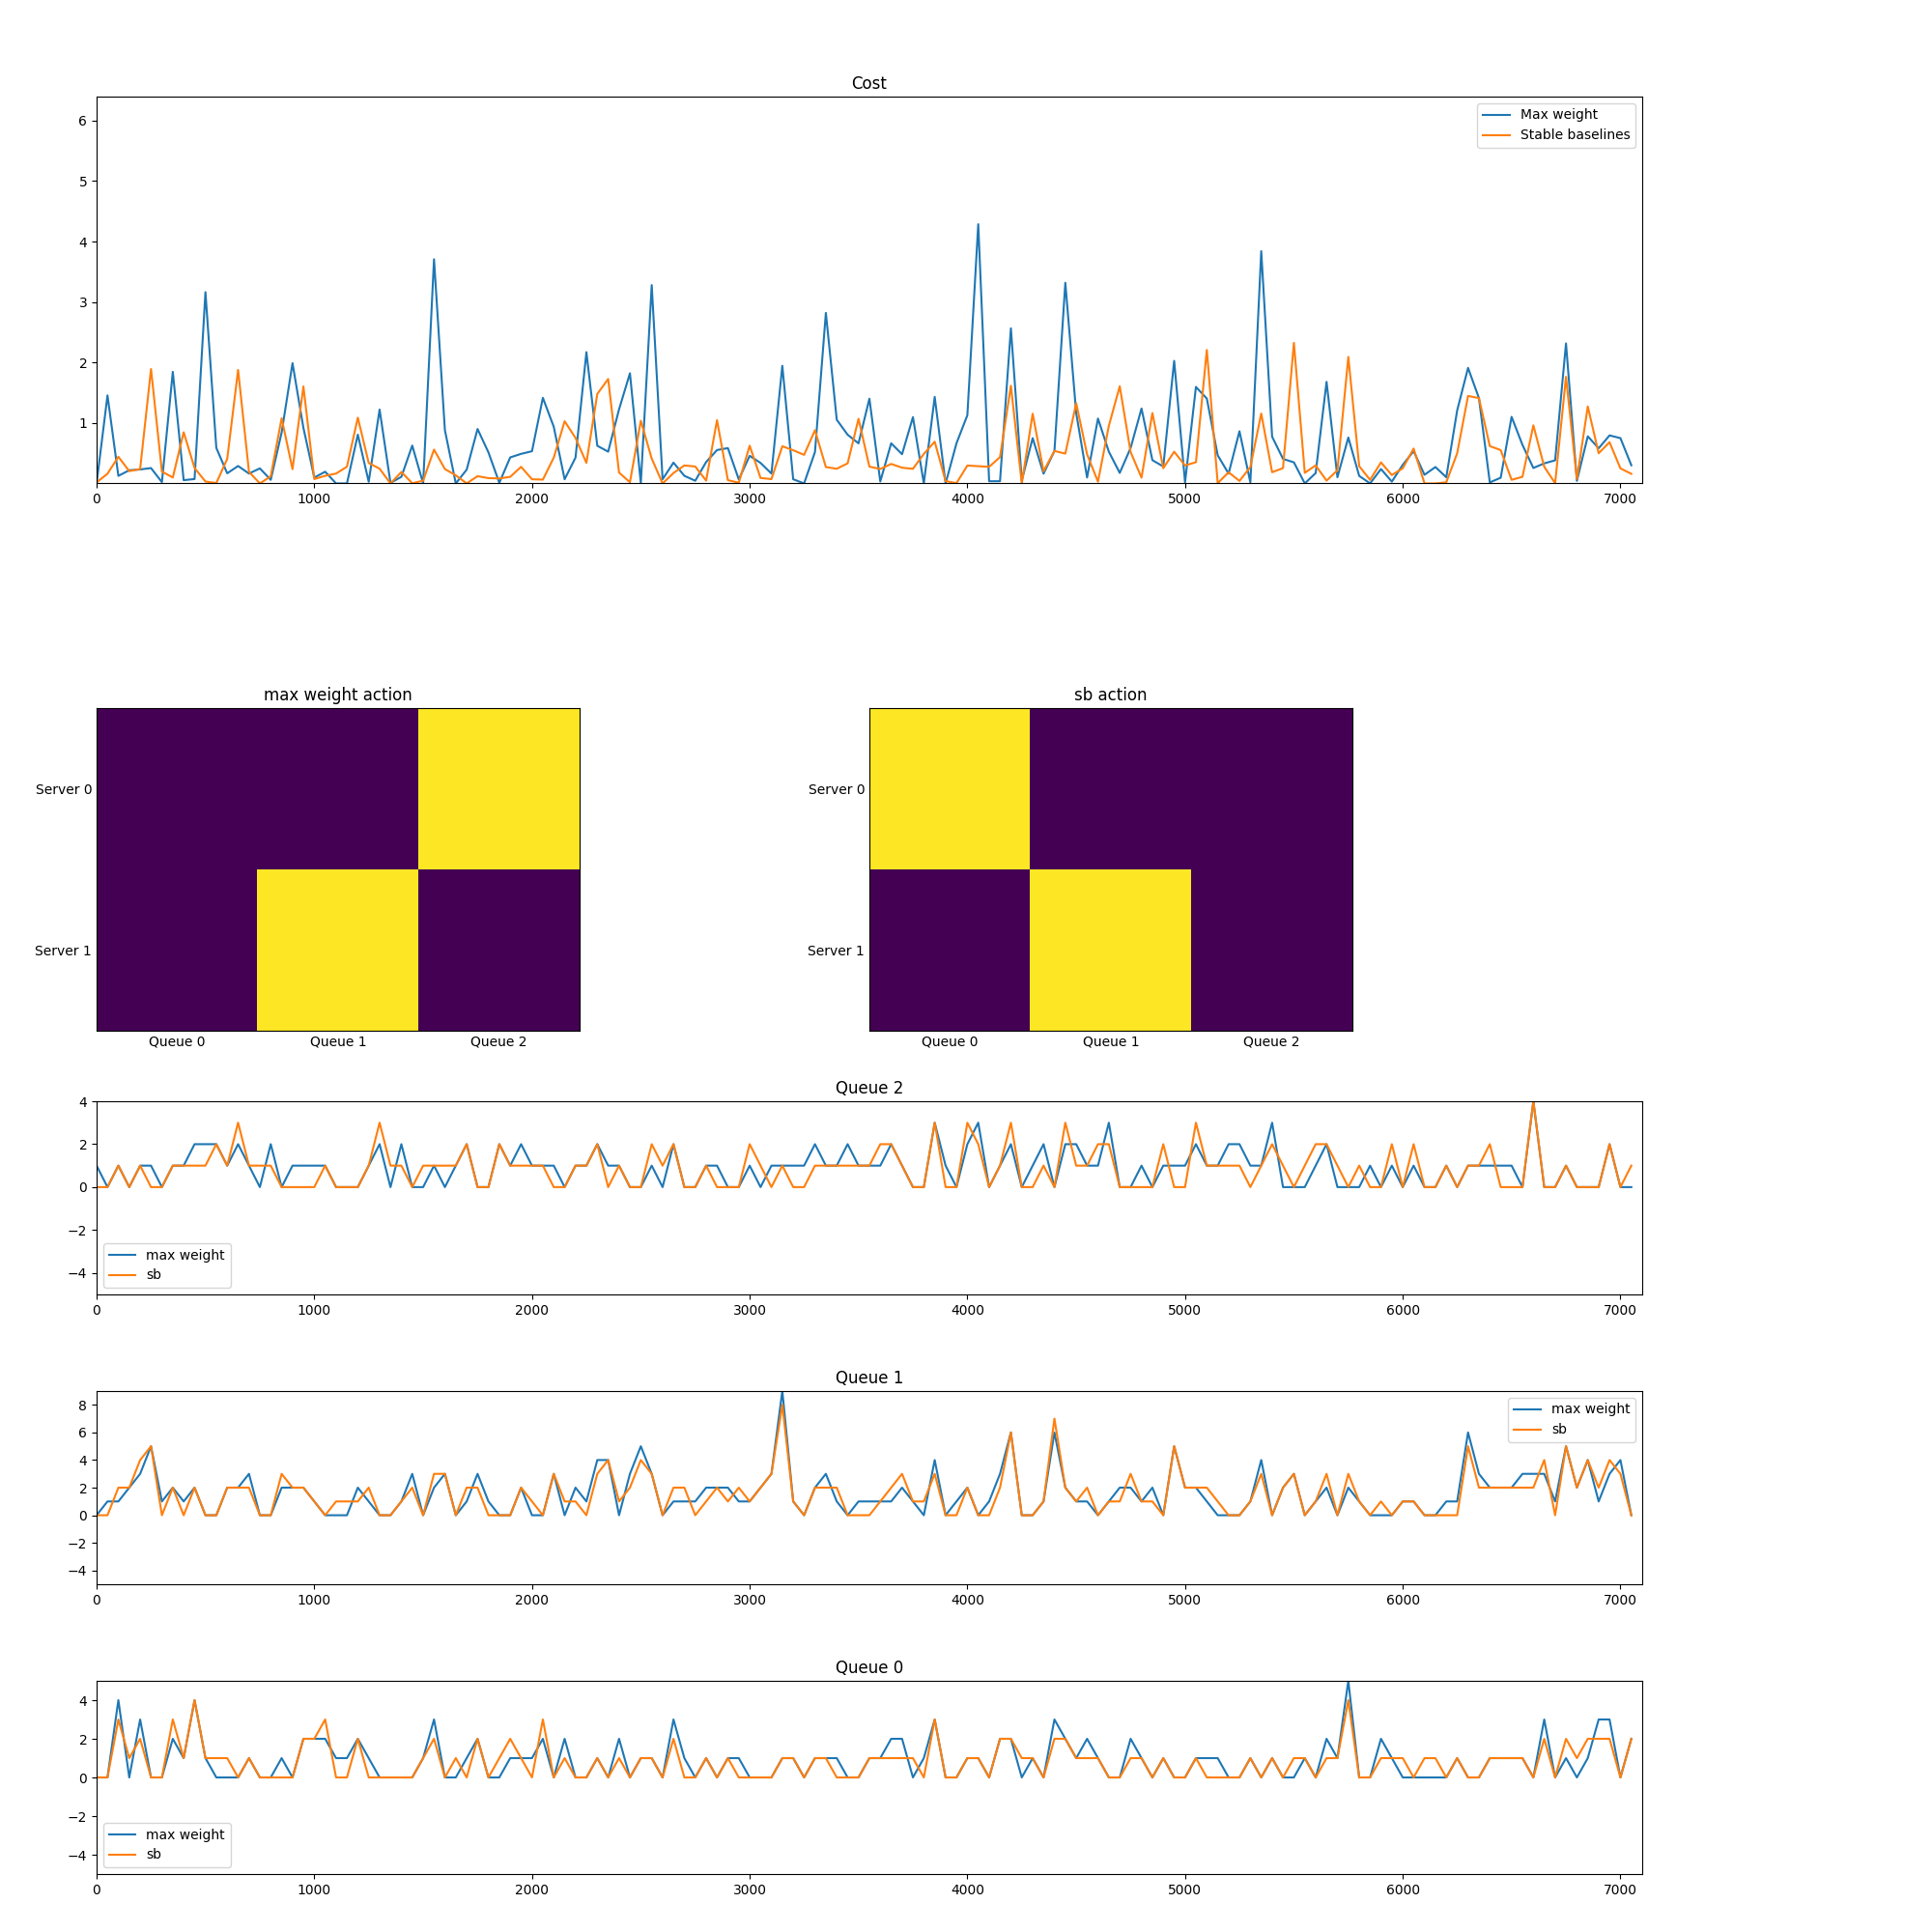 Cost
6
5
4
3
2
1
Max weight
Stable baselines
0 1000 2000 3000 4000 5000 6000 7000
max weight action
Server 0
Server 1
Queue 0 Queue 1 Queue 2
sb action
Server 0
Server 1
Queue 0 Queue 1 Queue 2
Queue 2
4
2
0
−2
−4
max weight
sb
0 1000 2000 3000 4000 5000 6000 7000
Queue 1
8
6
4
2
0
−2
−4
max weight
sb
0 1000 2000 3000 4000 5000 6000 7000
Queue 0
4
2
0
−2
−4
max weight
sb
0 1000 2000 3000 4000 5000 6000 7000